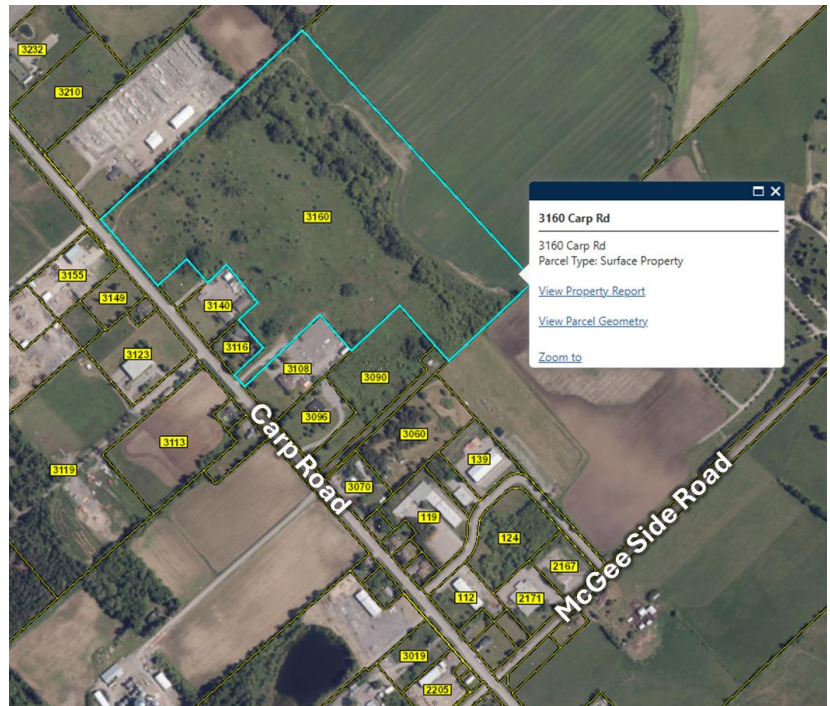 3232
3210
3160
3160 Carp Rd
3160 Carp Rd
Parcel Type: Surface Property
View Property Report
View Parcel Geometry
Zoom to
3155
3149
3140
3116
3123
3108
3090
3096
Carp Road
3060
3113
139
3119
3070
119
124
McGee Side Road
2167
112
2171
3019
2205